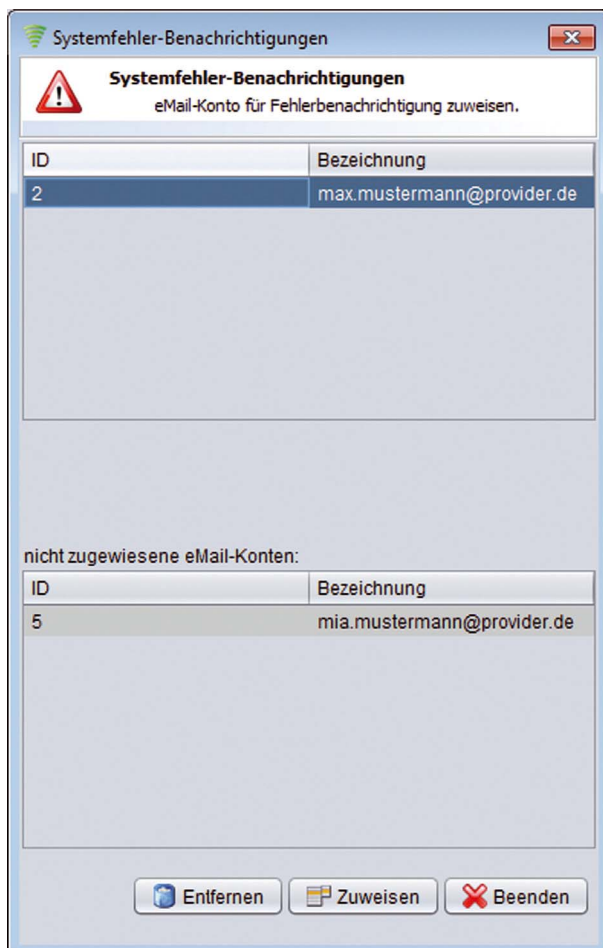 Systemfehler-Benachrichtigungen
Systemfehler-Benachrichtigungen
eMail-Konto für Fehlerbenachrichtigung zuweisen.
ID Bezeichnung
2 max.mustermann@provider.de
nicht zugewiesene eMail-Konten:
ID Bezeichnung
5 mia.mustermann@provider.de
Entfernen Zuweisen Beenden